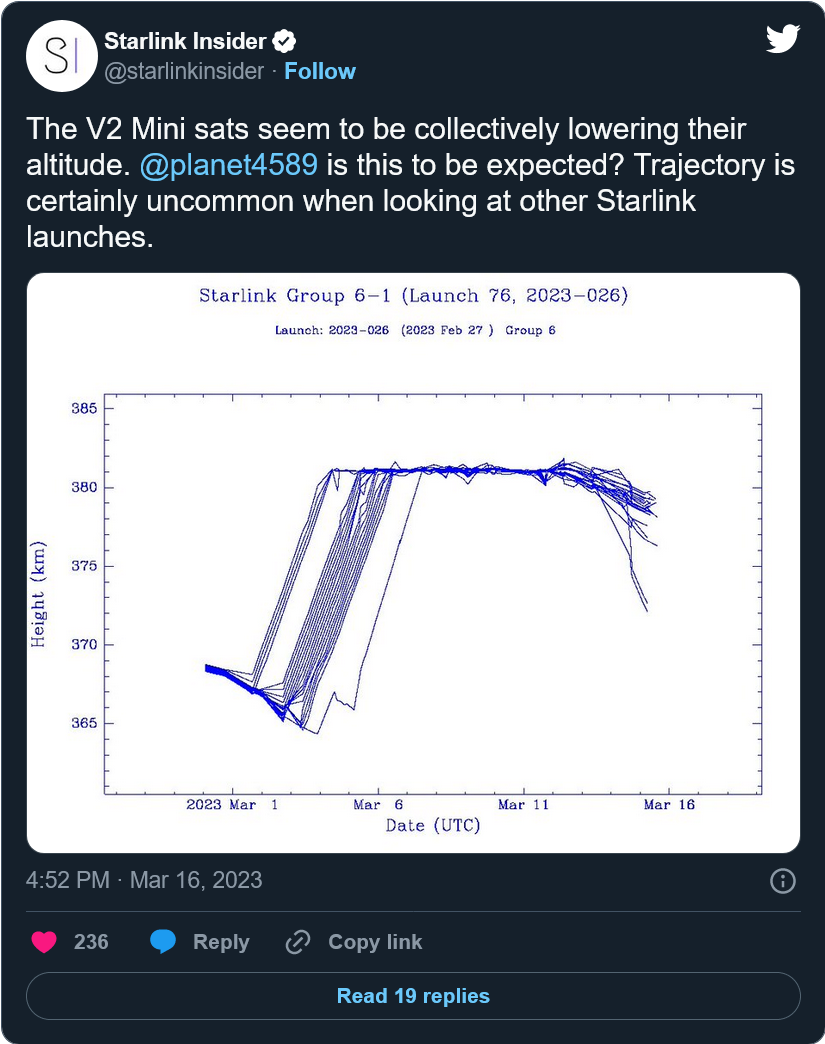 SI
Starlink Insider
@starlinkinsider · Follow
The V2 Mini sats seem to be collectively lowering their
altitude. @planet4589 is this to be expected? Trajectory is
certainly uncommon when looking at other Starlink
launches.
Starlink Group 6-1 (Launch 76, 2023-026)
Launch: 2023-026 (2023 Feb 27 ) Group 6
385
380
375
370
365
Height (km)
2023 Mar 1 Mar 6 Mar 11 Mar 16
Date (UTC)
4:52 PM · Mar 16, 2023
236 Reply Copy link
Read 19 replies